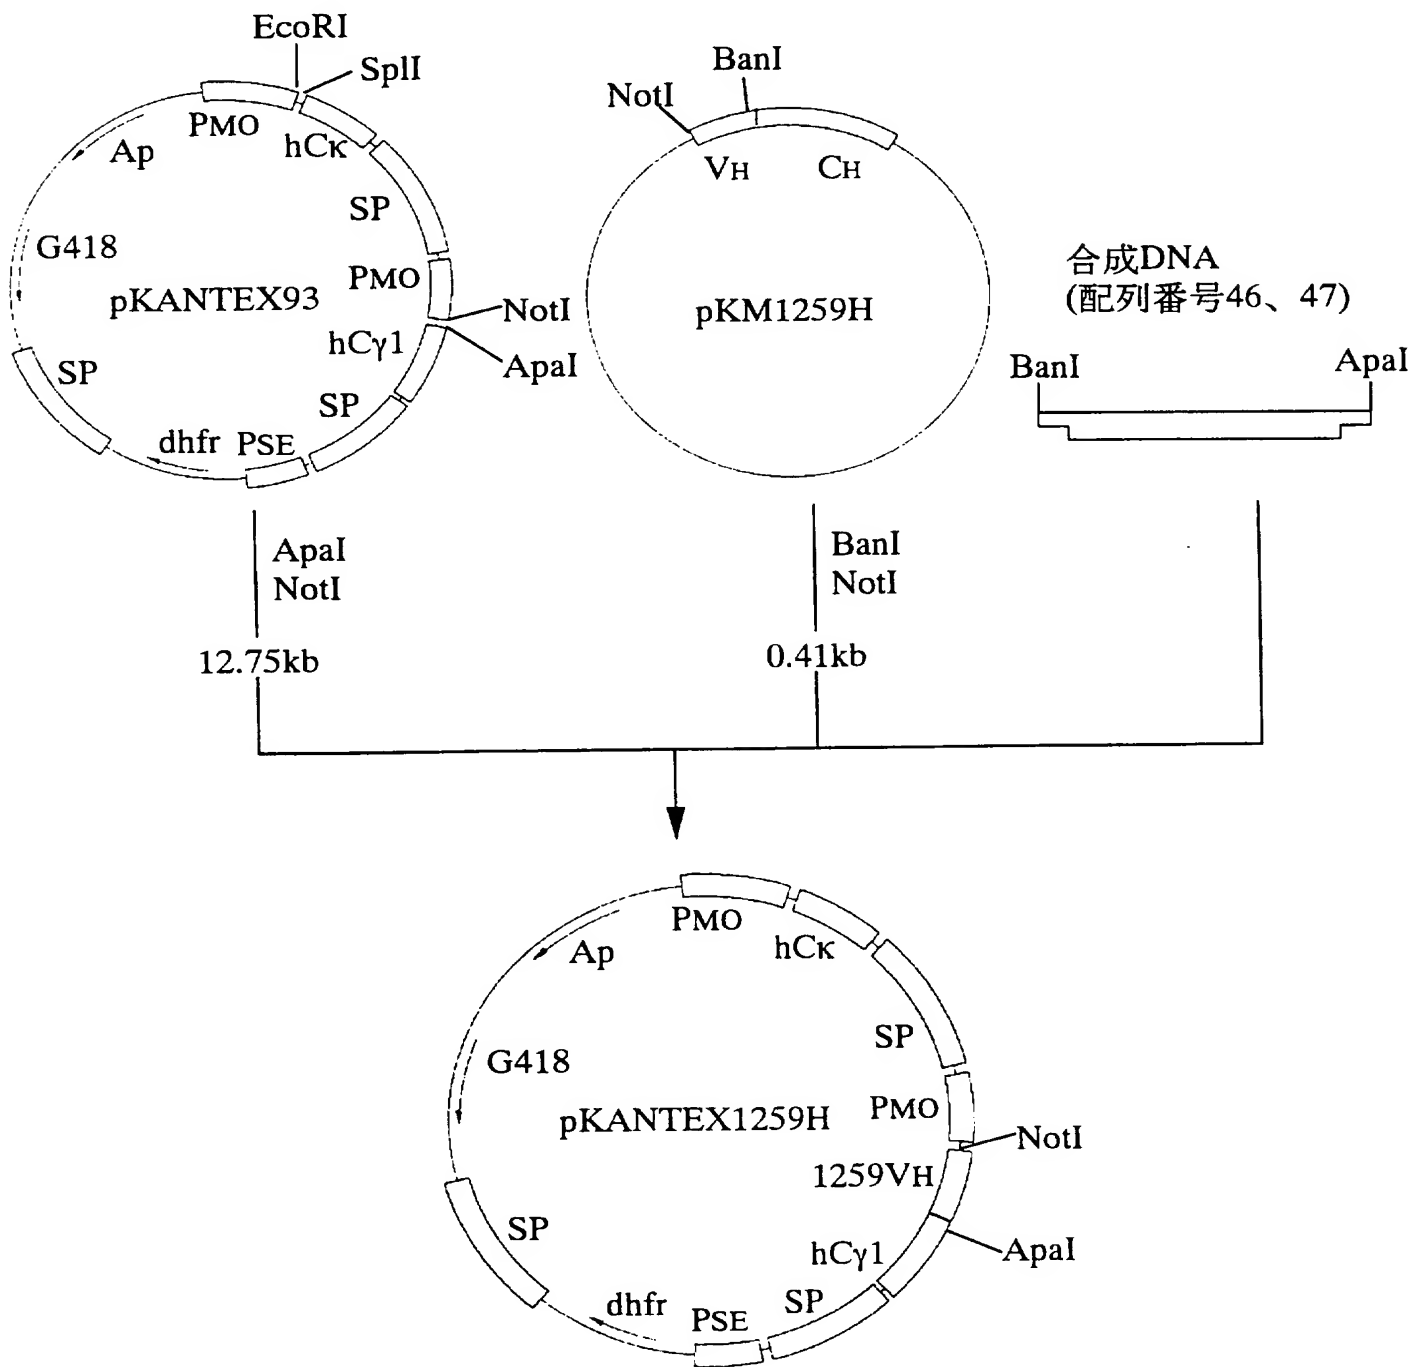 EcoRI
SplI
PMO
hCκ
Ap
SP
G418
PMO
pKANTEX93
NotI
hCγ1
ApaI
SP
SP
dhfr
PSE
BanI
NotI
VH
CH
pKM1259H
合成DNA
(配列番号46、47)
BanI
ApaI
ApaI
NotI
12.75kb
BanI
NotI
0.41kb
PMO
hCκ
Ap
SP
G418
PMO
pKANTEX1259H
NotI
1259VH
SP
hCγ1
ApaI
SP
dhfr
PSE